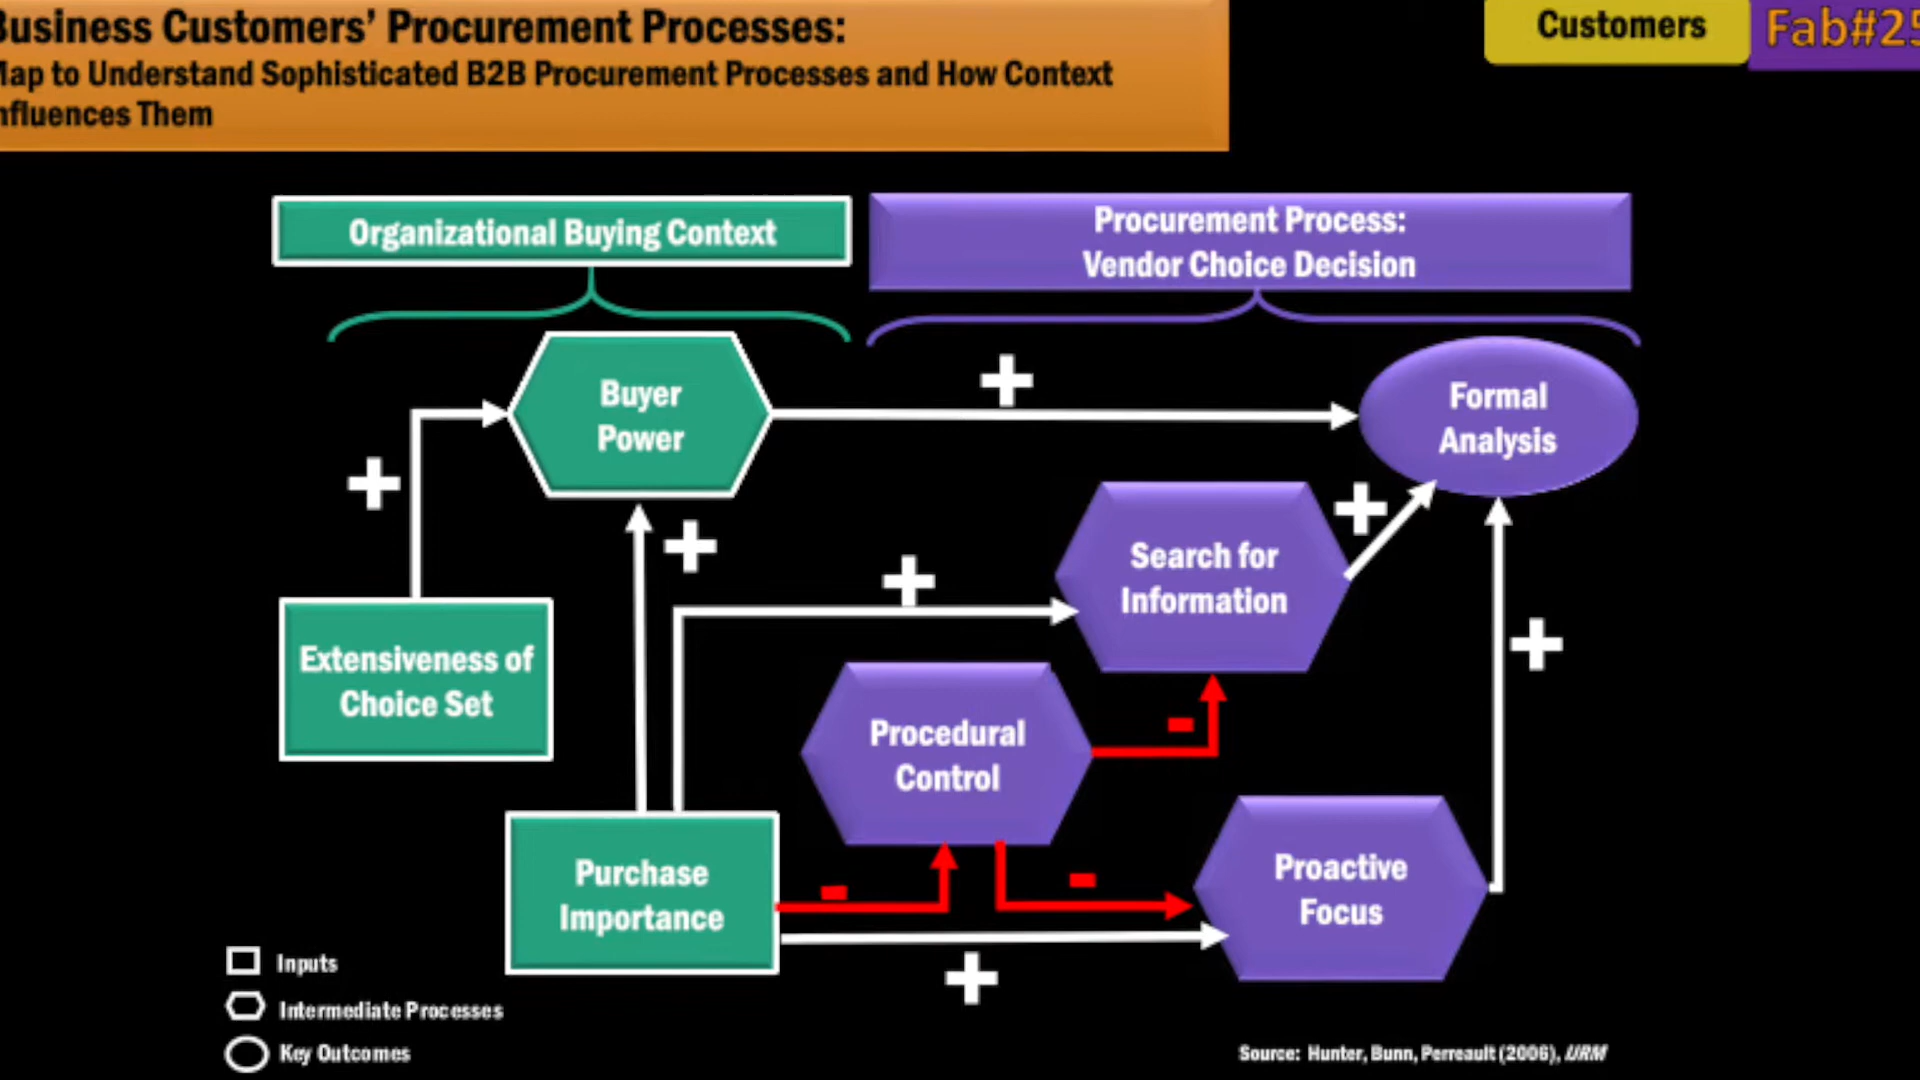 Business Customers' Procurement Processes:
Map to Understand Sophisticated B2B Procurement Processes and How Context
Influences Them
Customers
Fab#25
Organizational Buying Context
Procurement Process:
Vendor Choice Decision
Buyer
Power
+
Formal
Analysis
+
+
Search for
Information
+
+
Extensiveness of
Choice Set
Procedural
Control
-
+
Purchase
Importance
-
-
Proactive
Focus
+
Inputs
Intermediate Processes
Key Outcomes
Source: Hunter, Bunn, Perreault (2006), IJRM